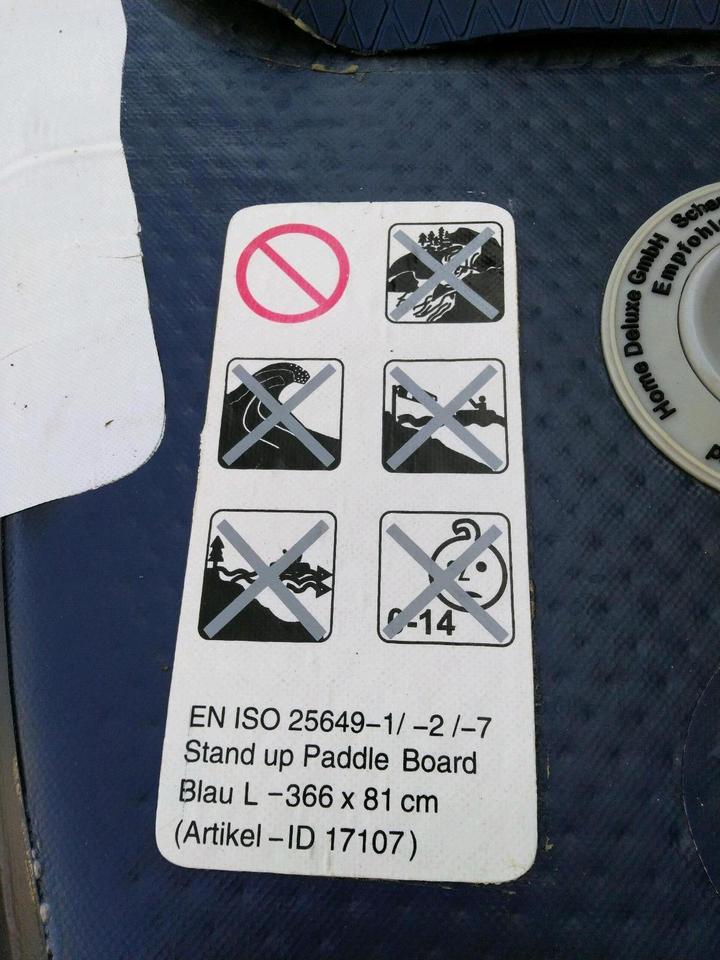 0-14
EN ISO 25649-1/ -2 /-7
Stand up Paddle Board
Blau L -366 x 81 cm
(Artikel-ID 17107)
Home Deluxe GmbH